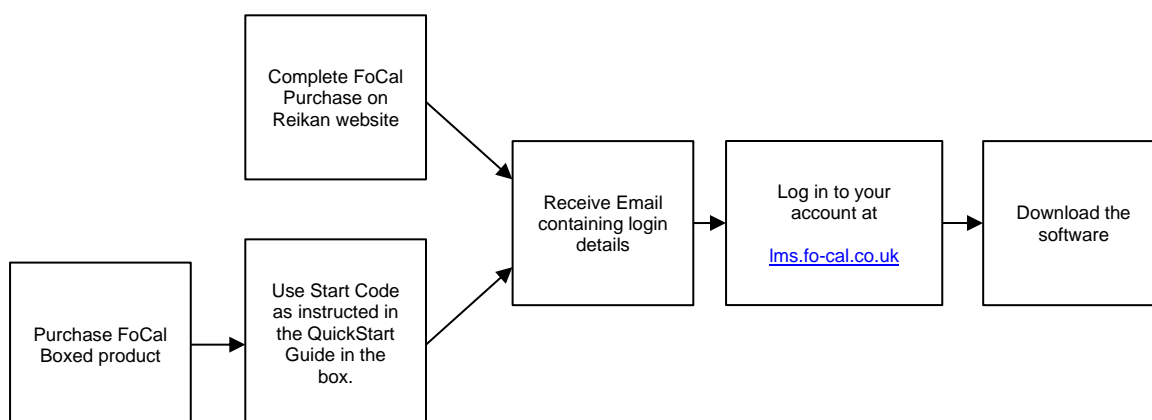 Complete FoCal
Purchase on
Reikan website
Purchase FoCal
Boxed product
Use Start Code
as instructed in
the QuickStart
Guide in the
box.
Receive Email
containing login
details
Log in to your
account at
lms.fo-cal.co.uk
Download the
software